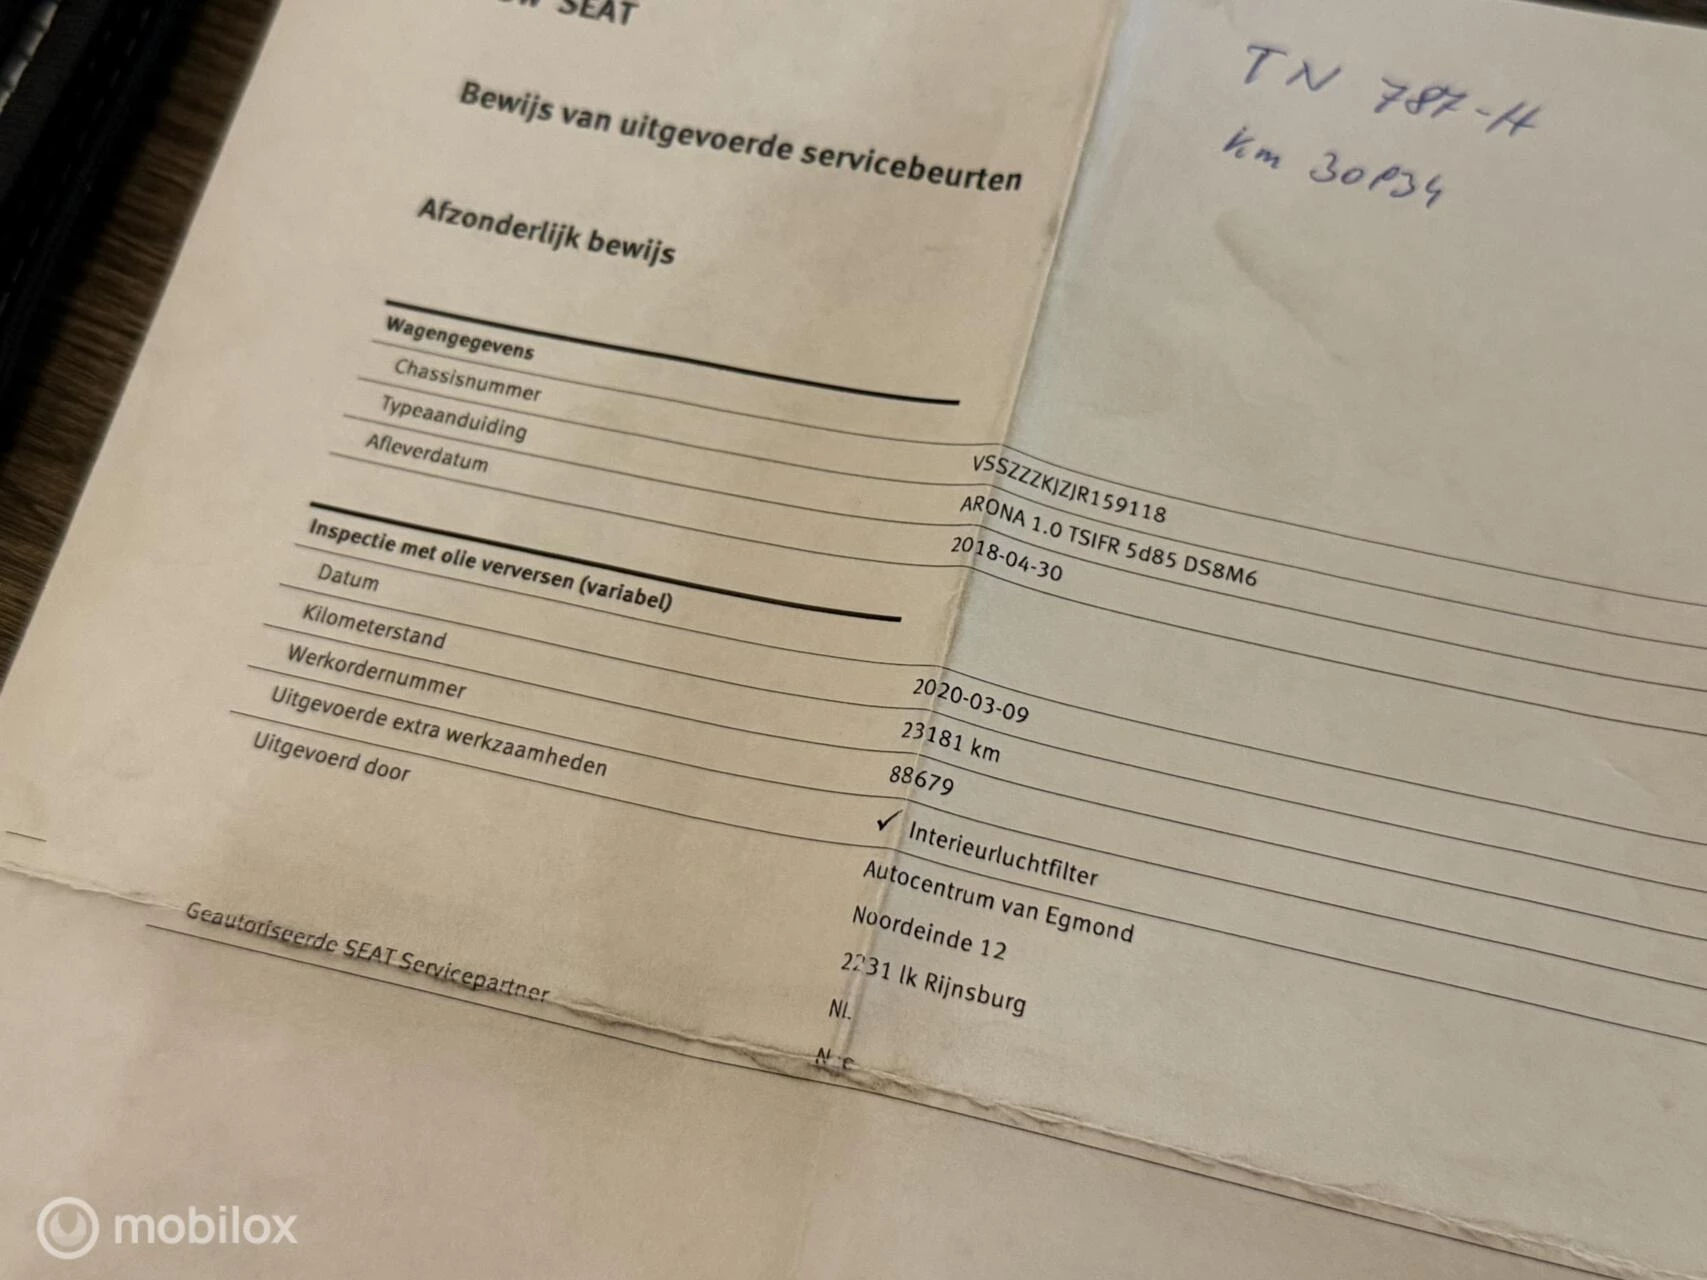 SEAT
TN 787-H
Km 30834
Bewijs van uitgevoerde servicebeurten
Afzonderlijk bewijs
Wagengegevens
Chassisnummer VSSZZZKJZJR159118
Typeaanduiding ARONA 1.0 TSIFR 5d85 DS8M6
Afleverdatum 2018-04-30
Inspectie met olie verversen (variabel)
Datum 2020-03-09
Kilometerstand 23181 km
Werkordernummer 88679
Uitgevoerde extra werkzaamheden ✓ Interieurluchtfilter
Uitgevoerd door Autocentrum van Egmond
Noordeinde 12
2231 lk Rijnsburg
NL
Geautoriseerde SEAT Servicepartner
mobilox